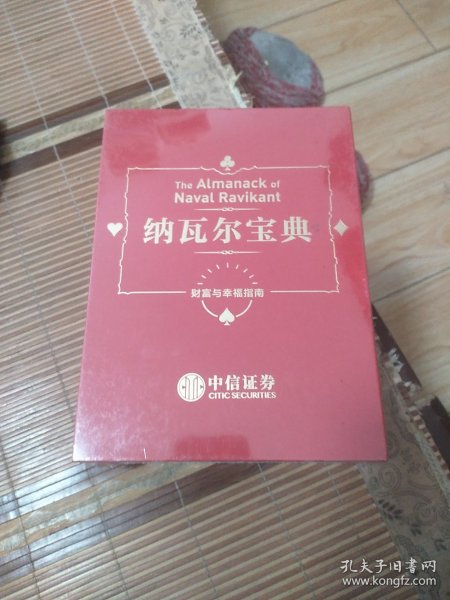 The Almanack of
Naval Ravikant
纳瓦尔宝典
财富与幸福指南
中信证券
CITIC SECURITIES
孔夫子旧书网
www.kongfz.com